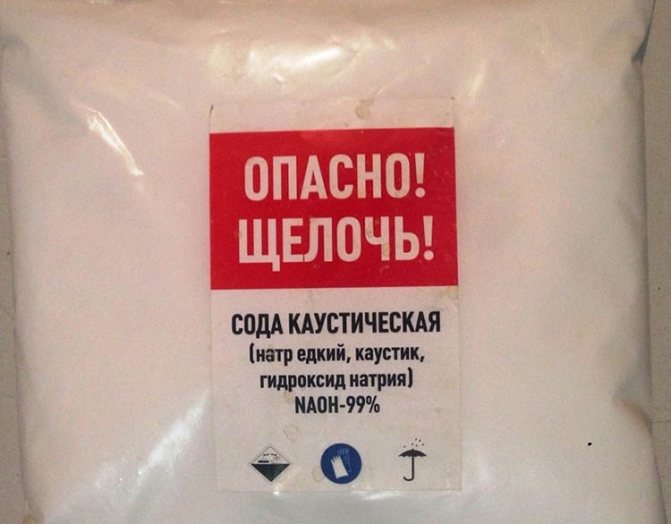 ОПАСНО!
ЩЕЛОЧЬ!
СОДА КАУСТИЧЕСКАЯ
(натр едкий, каустик,
гидроксид натрия)
NAOH-99%